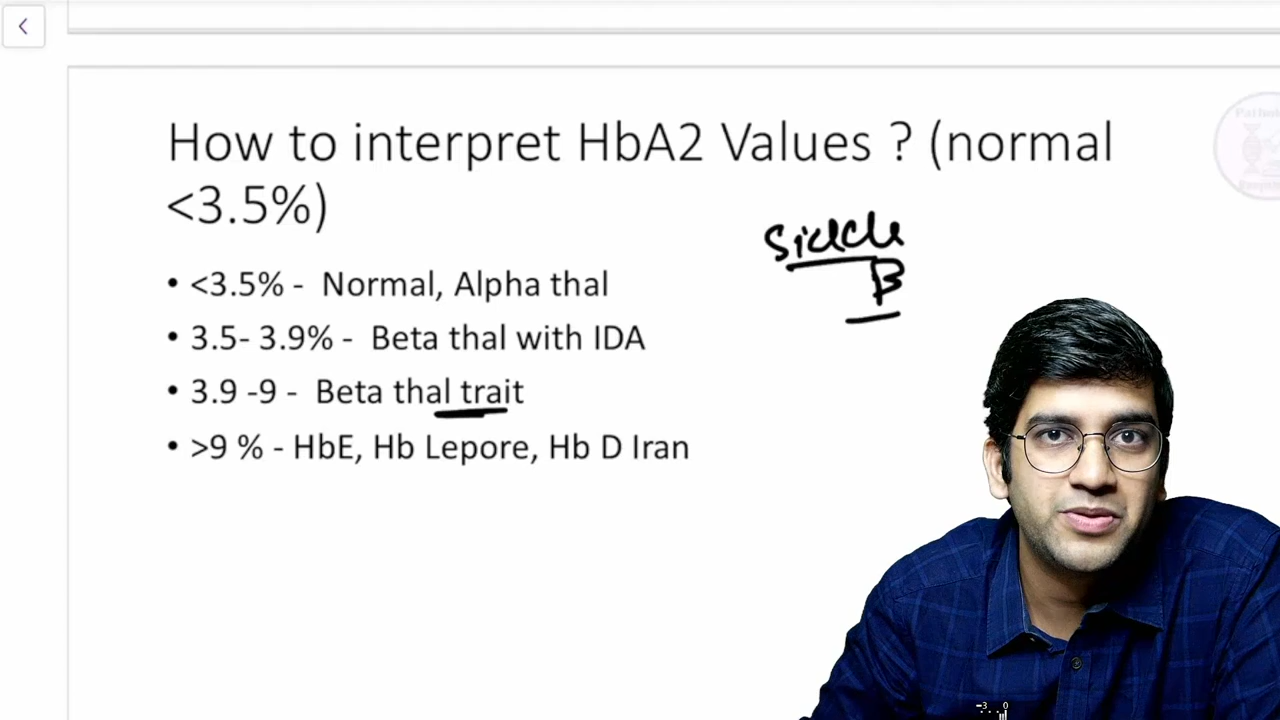 How to interpret HbA2 Values ? (normal
<3.5%)
Sickle
β
• <3.5% - Normal, Alpha thal
• 3.5- 3.9% - Beta thal with IDA
• 3.9 -9 - Beta thal trait
• >9 % - HbE, Hb Lepore, Hb D Iran